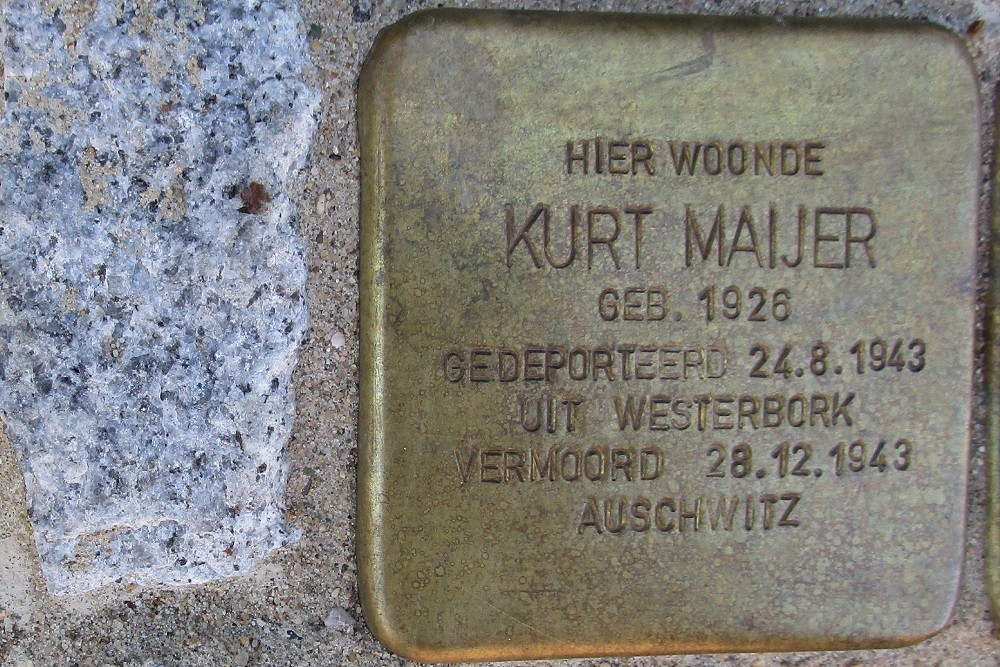 HIER WOONDE
KURT MAIJER
GEB. 1926
GEDEPORTEERD 24.8.1943
UIT WESTERBORK
VERMOORD 28.12.1943
AUSCHWITZ